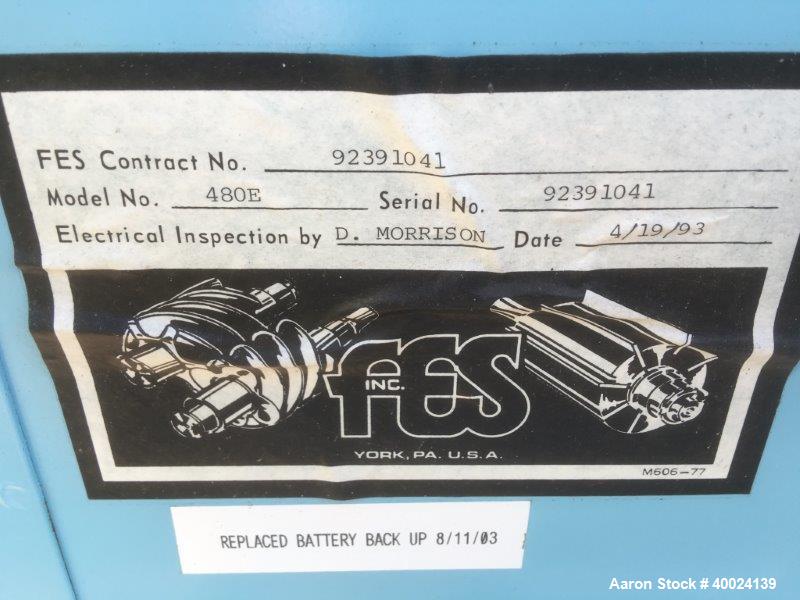 FES Contract No. 92391041
Model No. 480E Serial No. 92391041
Electrical Inspection by D. MORRISON Date 4/19/93
FES
INC.
YORK, PA. U.S.A.
M606-77
REPLACED BATTERY BACK UP 8/11/03
Aaron Stock # 40024139